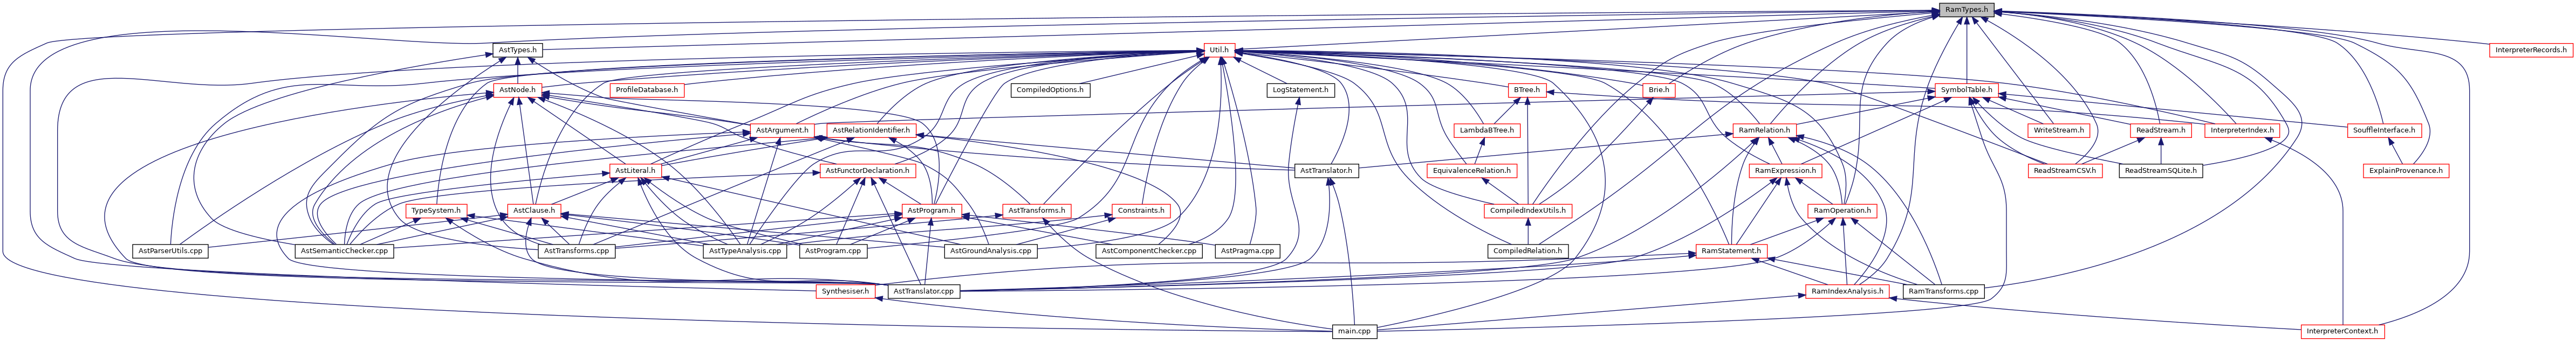 RamTypes.h
AstTypes.h
Util.h
InterpreterRecords.h
AstNode.h
ProfileDatabase.h
CompiledOptions.h
LogStatement.h
BTree.h
Brie.h
SymbolTable.h
AstArgument.h
AstRelationIdentifier.h
LambdaBTree.h
RamRelation.h
WriteStream.h
ReadStream.h
InterpreterIndex.h
SouffleInterface.h
AstLiteral.h
AstFunctorDeclaration.h
AstTranslator.h
EquivalenceRelation.h
RamExpression.h
ReadStreamCSV.h
ReadStreamSQLite.h
ExplainProvenance.h
TypeSystem.h
AstClause.h
AstProgram.h
AstTransforms.h
Constraints.h
CompiledIndexUtils.h
RamOperation.h
AstParserUtils.cpp
AstSemanticChecker.cpp
AstTransforms.cpp
AstTypeAnalysis.cpp
AstProgram.cpp
AstGroundAnalysis.cpp
AstComponentChecker.cpp
AstPragma.cpp
CompiledRelation.h
RamStatement.h
Synthesiser.h
AstTranslator.cpp
RamIndexAnalysis.h
RamTransforms.cpp
main.cpp
InterpreterContext.h